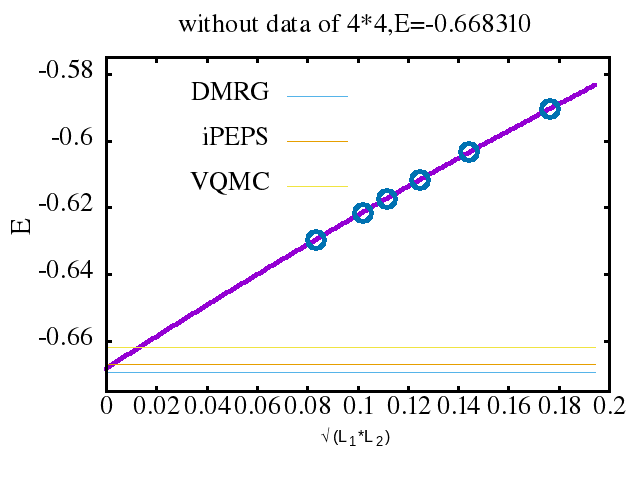 without data of 4*4,E=-0.668310
-0.58
-0.6
-0.62
-0.64
-0.66
E
DMRG
iPEPS
VQMC
0 0.02 0.04 0.06 0.08 0.1 0.12 0.14 0.16 0.18 0.2
√(L₁*L₂)